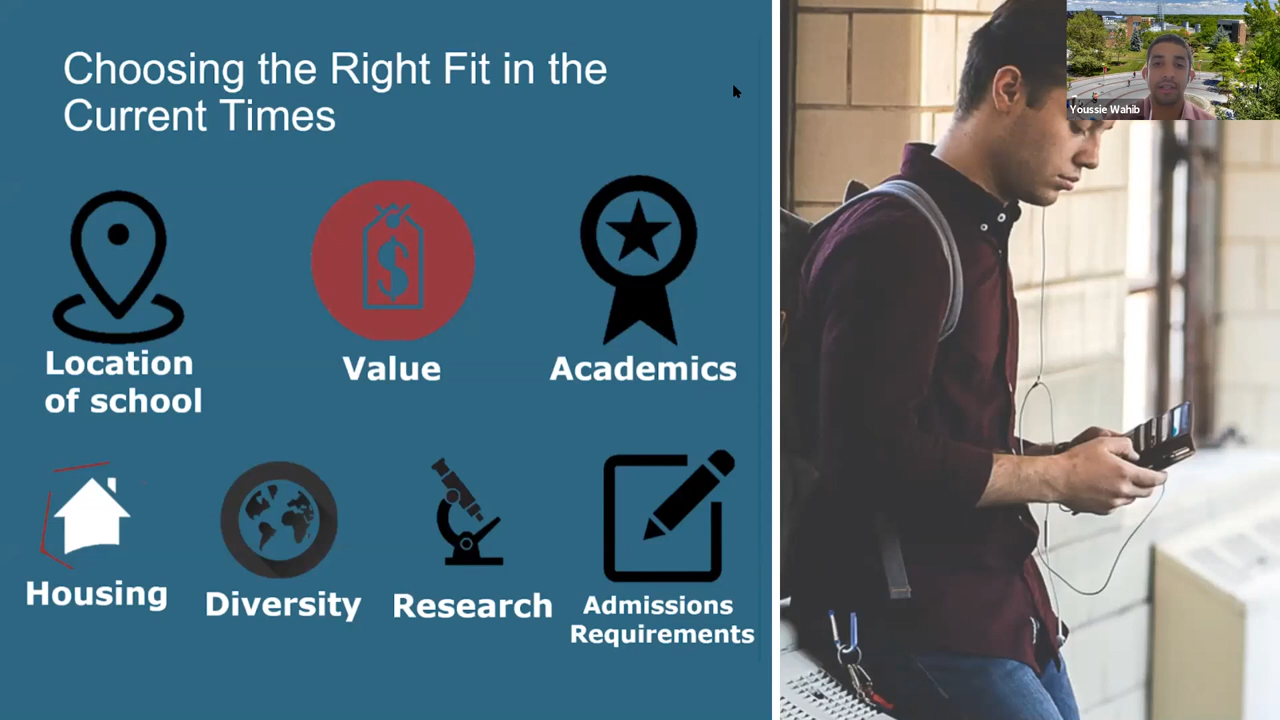 Choosing the Right Fit in the
Current Times
Youssie Wahib
$
Location
of school
Value
Academics
Housing
Diversity
Research
Admissions
Requirements